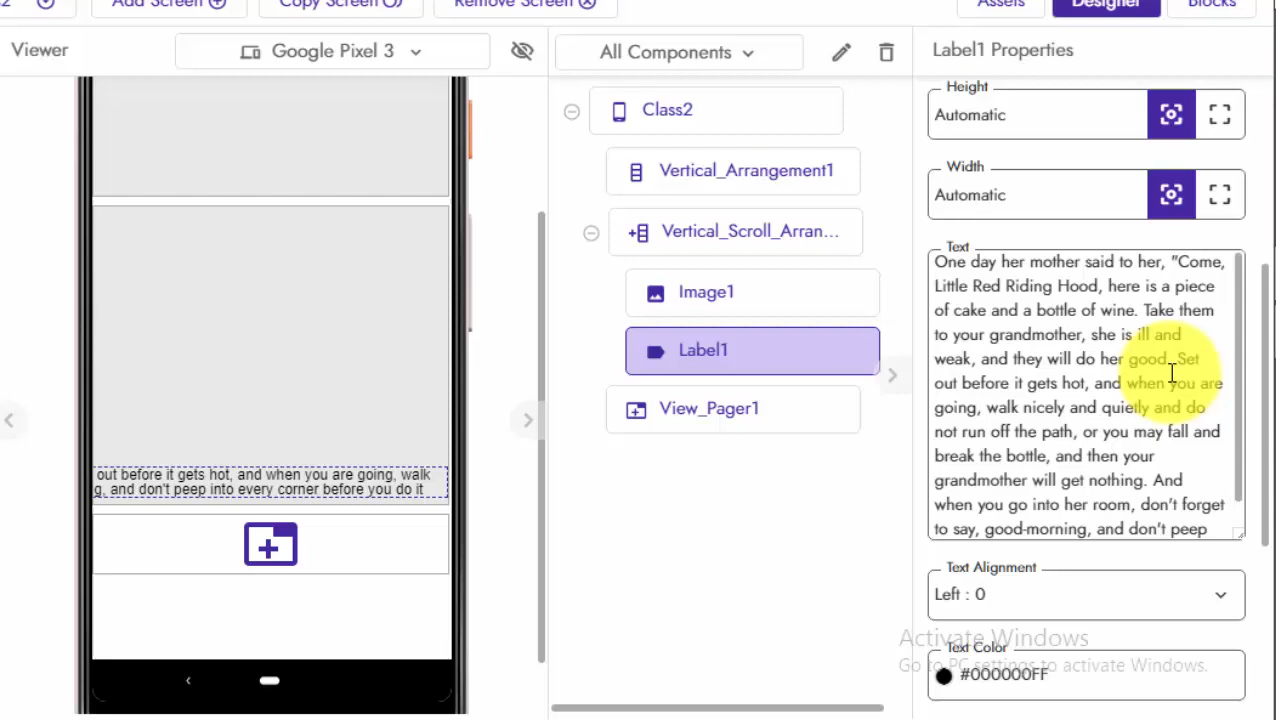 Add Screen
Copy Screen
Remove Screen
Assets
Designer
Blocks
Viewer
Google Pixel 3
All Components
Label1 Properties
Class2
Vertical_Arrangement1
Vertical_Scroll_Arran...
Image1
Label1
View_Pager1
out before it gets hot, and when you are going, walk
g, and don't peep into every corner before you do it
Height
Automatic
Width
Automatic
Text
One day her mother said to her, "Come,
Little Red Riding Hood, here is a piece
of cake and a bottle of wine. Take them
to your grandmother, she is ill and
weak, and they will do her good. Set
out before it gets hot, and when you are
going, walk nicely and quietly and do
not run off the path, or you may fall and
break the bottle, and then your
grandmother will get nothing. And
when you go into her room, don't forget
to say, good-morning, and don't peep
Text Alignment
Left : 0
Activate Windows
Go to PC settings to activate Windows.
Text Color
#000000FF